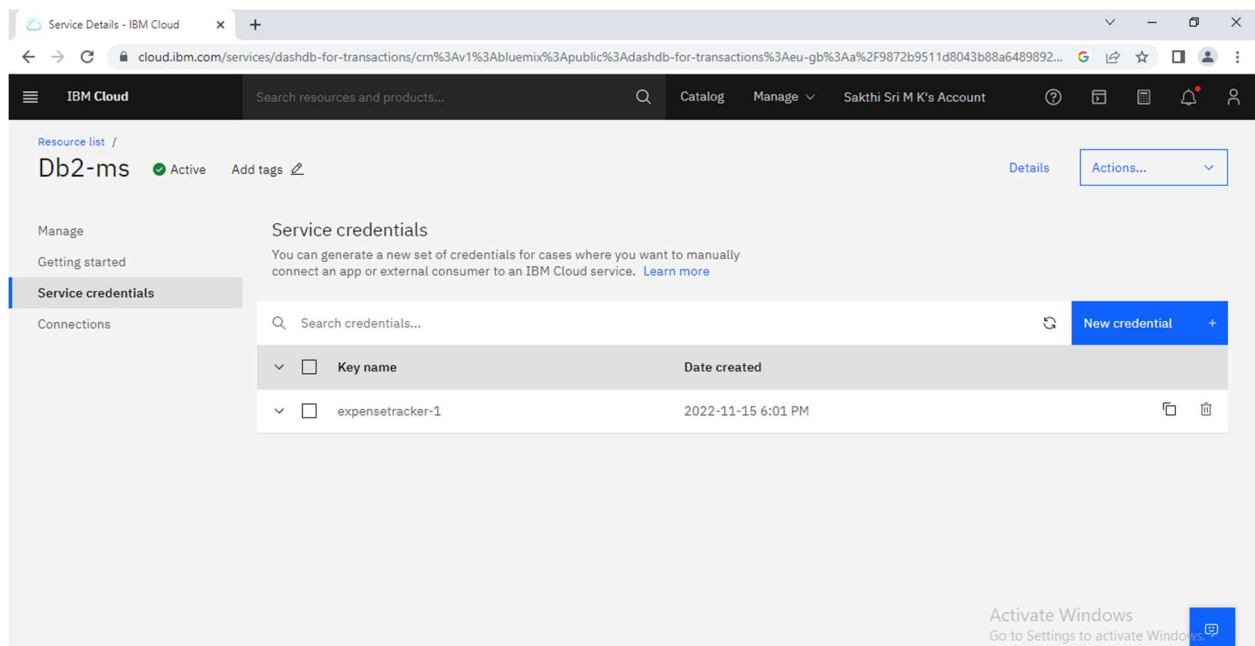 Service Details - IBM Cloud
cloud.ibm.com/services/dashdb-for-transactions/crn%3Av1%3Abluemix%3Apublic%3Adashdb-for-transactions%3Aeu-gb%3Aa%2F9872b9511d8043b88a6489892...
IBM Cloud
Search resources and products...
Catalog
Manage
Sakthi Sri M K's Account
Resource list /
Db2-ms
Active
Add tags
Details
Actions...
Manage
Getting started
Service credentials
Connections
Service credentials
You can generate a new set of credentials for cases where you want to manually
connect an app or external consumer to an IBM Cloud service. Learn more
Search credentials...
New credential +
Key name
Date created
expensetracker-1
2022-11-15 6:01 PM
Activate Windows
Go to Settings to activate Windows.